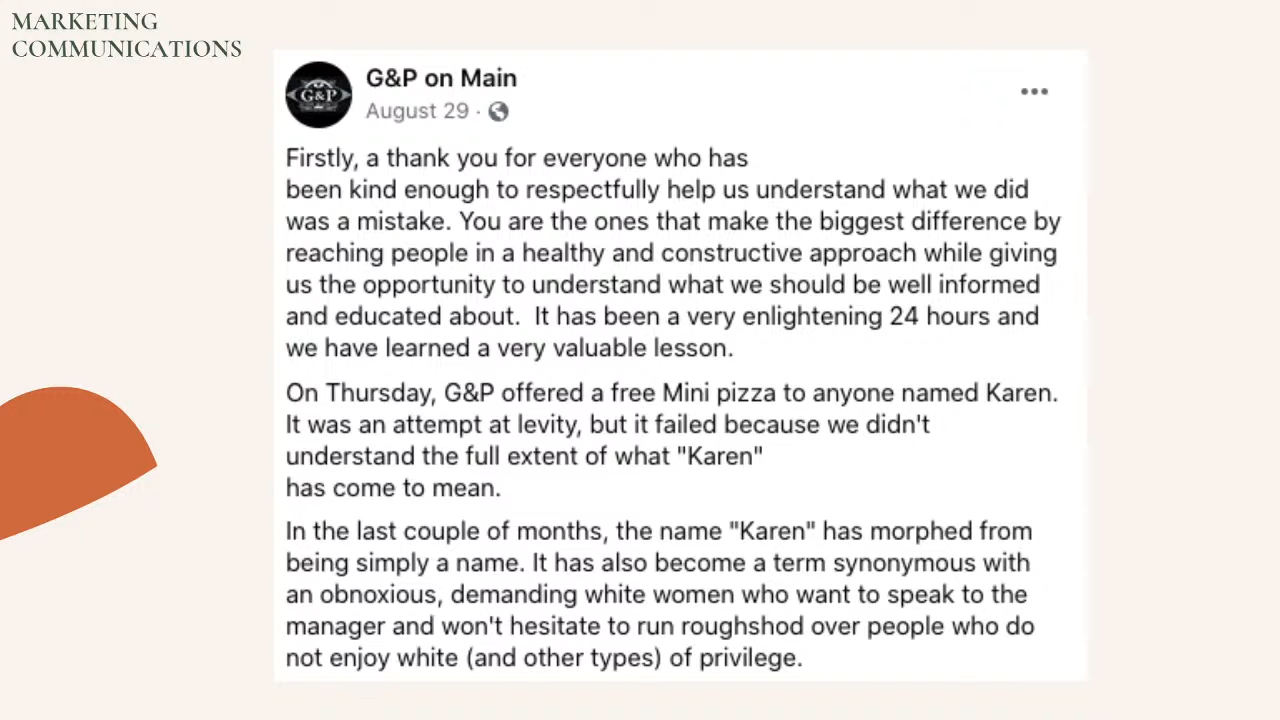 MARKETING
COMMUNICATIONS
G&P on Main
August 29 ·
G&P
Firstly, a thank you for everyone who has
been kind enough to respectfully help us understand what we did
was a mistake. You are the ones that make the biggest difference by
reaching people in a healthy and constructive approach while giving
us the opportunity to understand what we should be well informed
and educated about.  It has been a very enlightening 24 hours and
we have learned a very valuable lesson.
On Thursday, G&P offered a free Mini pizza to anyone named Karen.
It was an attempt at levity, but it failed because we didn't
understand the full extent of what "Karen"
has come to mean.
In the last couple of months, the name "Karen" has morphed from
being simply a name. It has also become a term synonymous with
an obnoxious, demanding white women who want to speak to the
manager and won't hesitate to run roughshod over people who do
not enjoy white (and other types) of privilege.